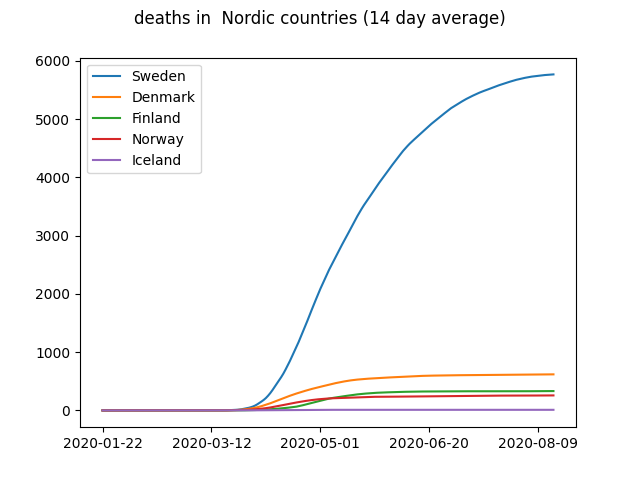 deaths in  Nordic countries (14 day average)
6000
5000
4000
3000
2000
1000
0
Sweden
Denmark
Finland
Norway
Iceland
2020-01-22 2020-03-12 2020-05-01 2020-06-20 2020-08-09